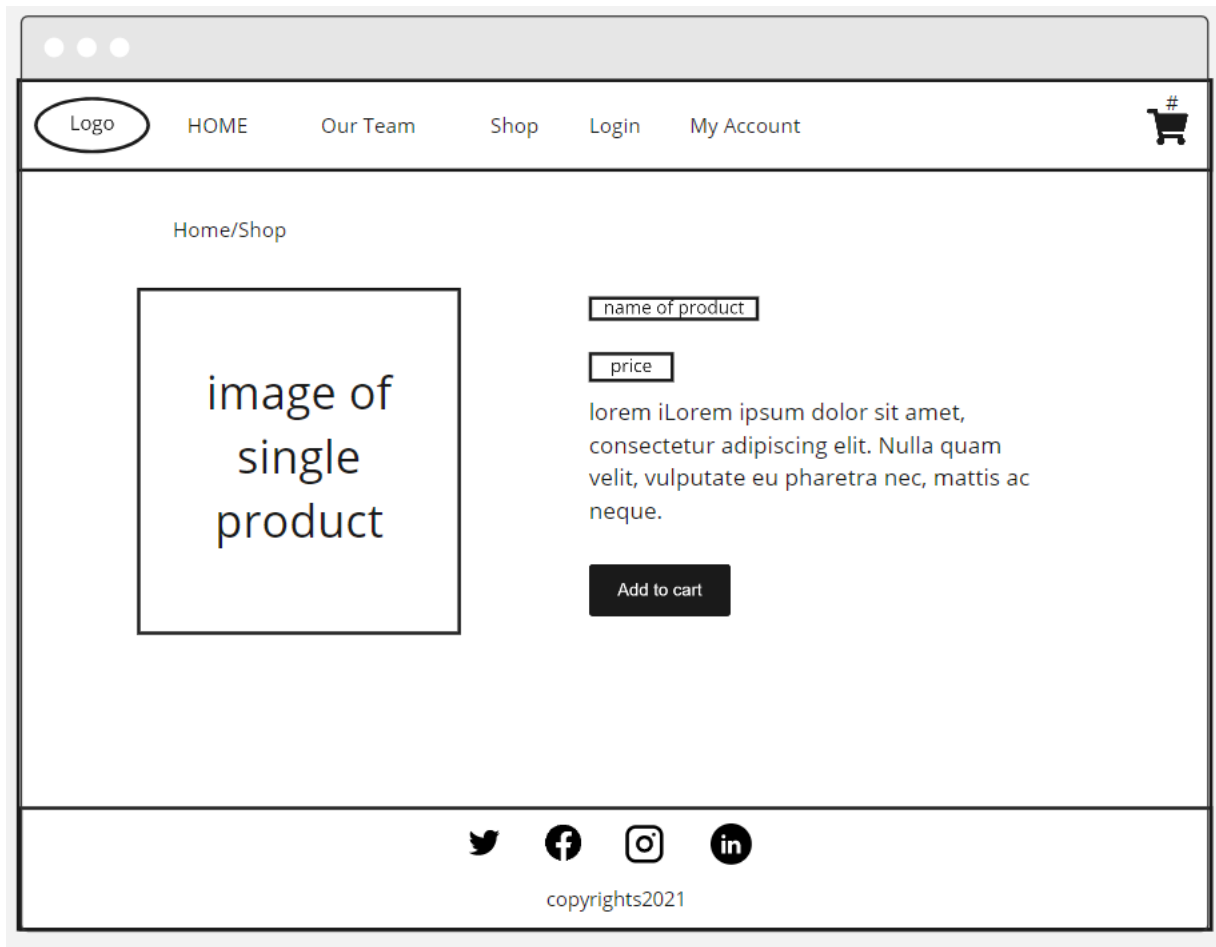 Logo HOME Our Team Shop Login My Account #
Home/Shop
image of
single
product
name of product
price
lorem iLorem ipsum dolor sit amet,
consectetur adipiscing elit. Nulla quam
velit, vulputate eu pharetra nec, mattis ac
neque.
Add to cart
in
copyrights2021